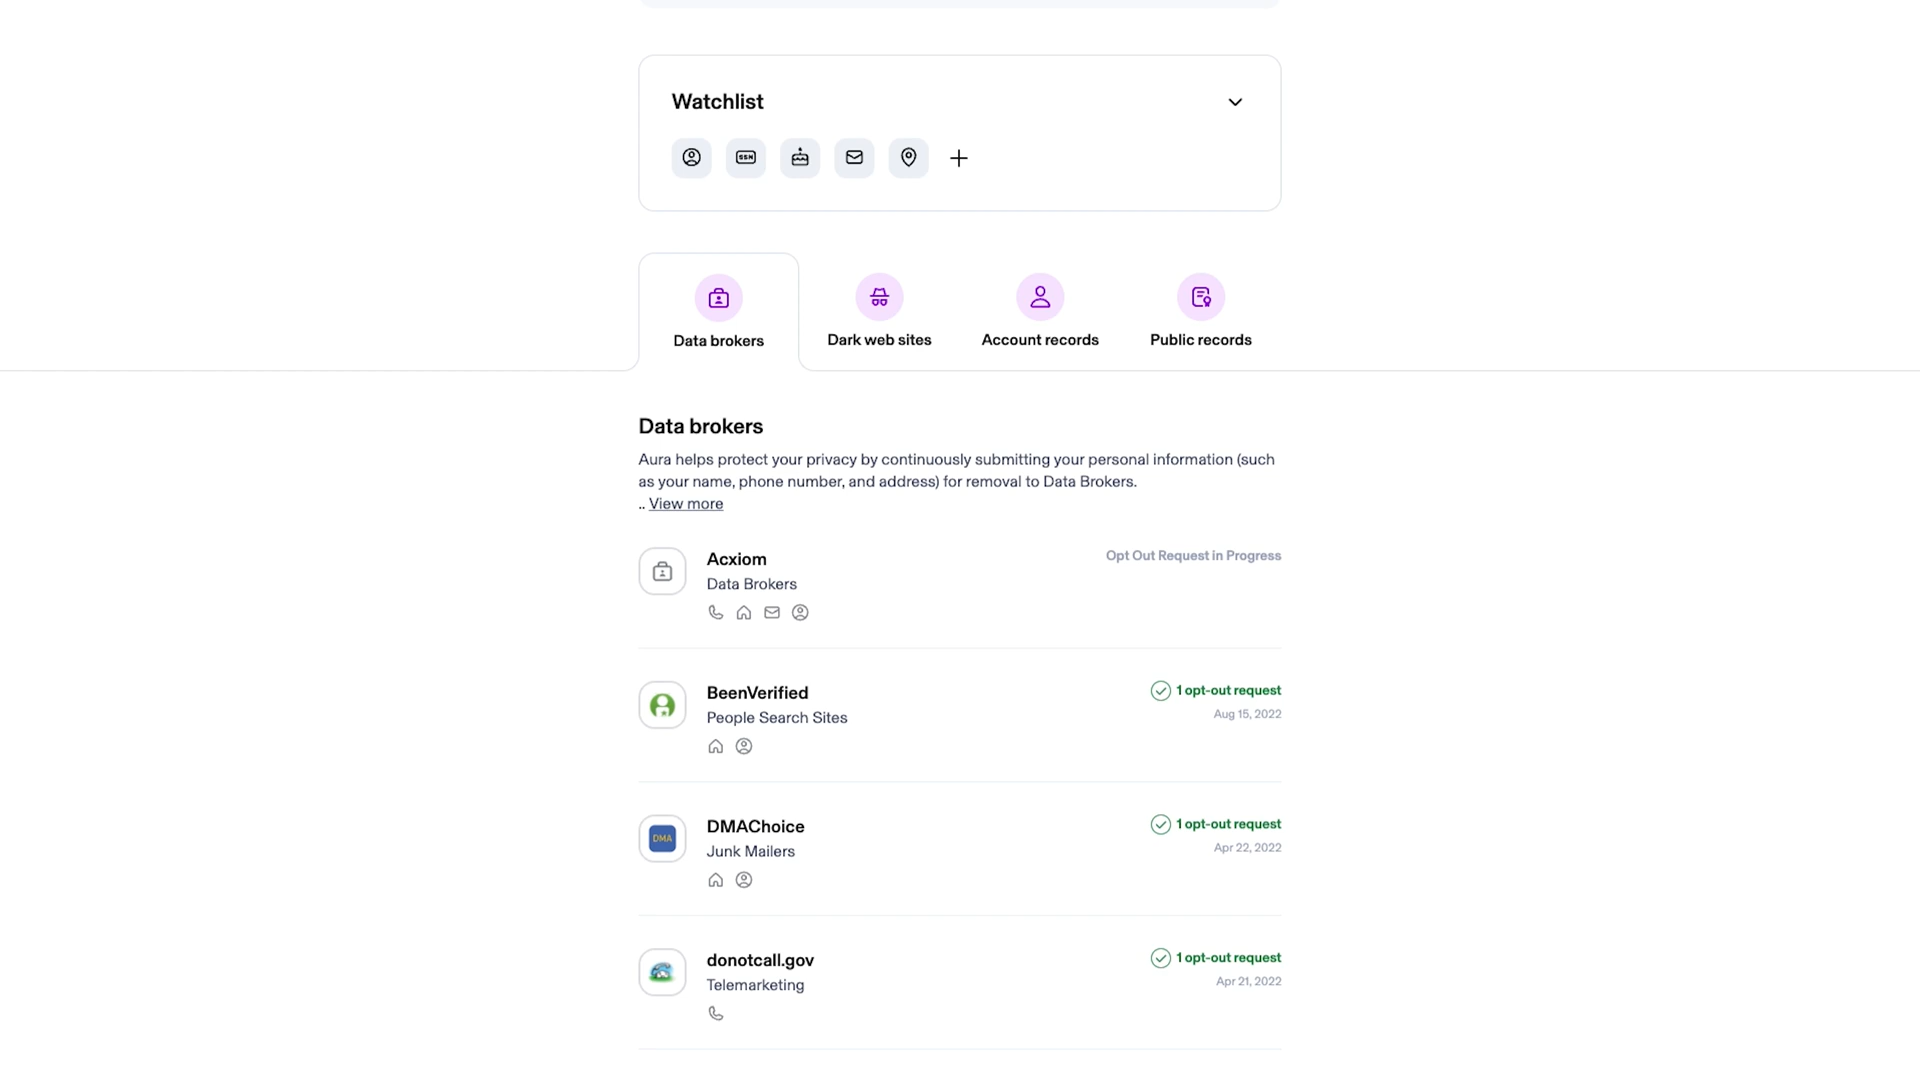 Watchlist
SSN
Data brokers
Dark web sites
Account records
Public records
Data brokers
Aura helps protect your privacy by continuously submitting your personal information (such
as your name, phone number, and address) for removal to Data Brokers.
.. View more
Acxiom
Opt Out Request in Progress
Data Brokers
BeenVerified
1 opt-out request
People Search Sites
Aug 15, 2022
DMA
DMAChoice
1 opt-out request
Junk Mailers
Apr 22, 2022
donotcall.gov
1 opt-out request
Telemarketing
Apr 21, 2022